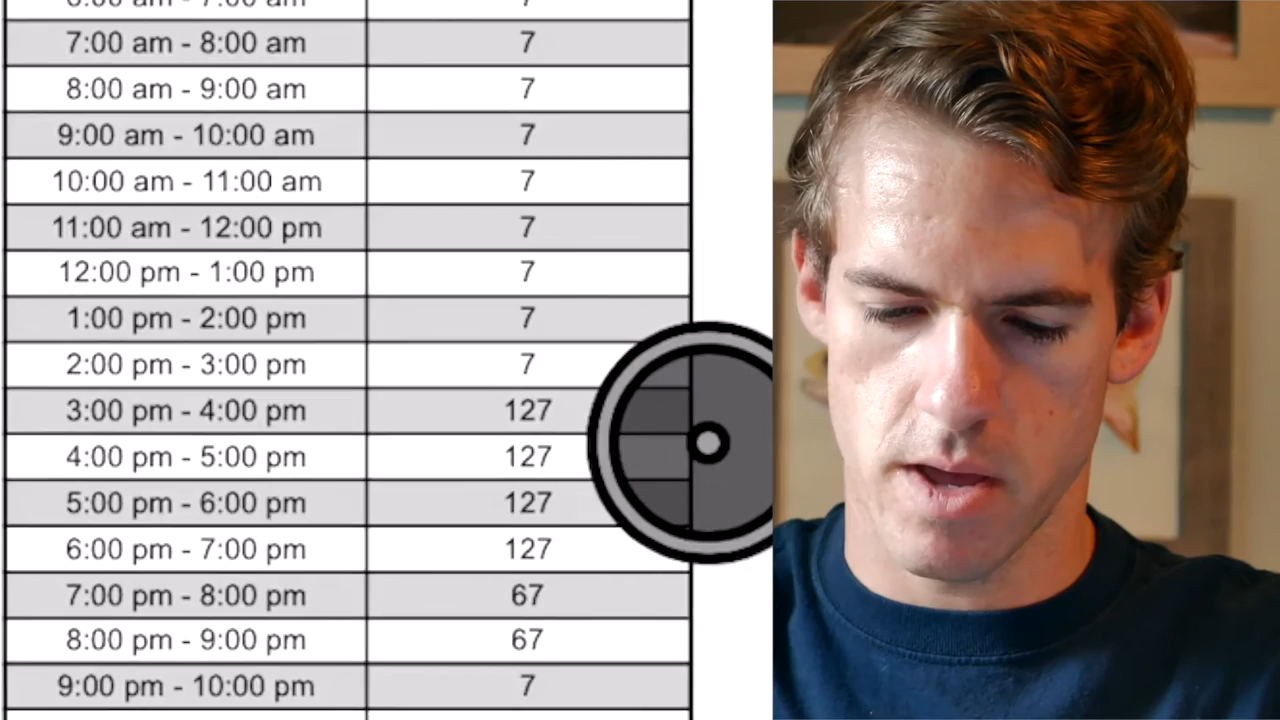 7:00 am - 8:00 am 7
8:00 am - 9:00 am 7
9:00 am - 10:00 am 7
10:00 am - 11:00 am 7
11:00 am - 12:00 pm 7
12:00 pm - 1:00 pm 7
1:00 pm - 2:00 pm 7
2:00 pm - 3:00 pm 7
3:00 pm - 4:00 pm 127
4:00 pm - 5:00 pm 127
5:00 pm - 6:00 pm 127
6:00 pm - 7:00 pm 127
7:00 pm - 8:00 pm 67
8:00 pm - 9:00 pm 67
9:00 pm - 10:00 pm 7